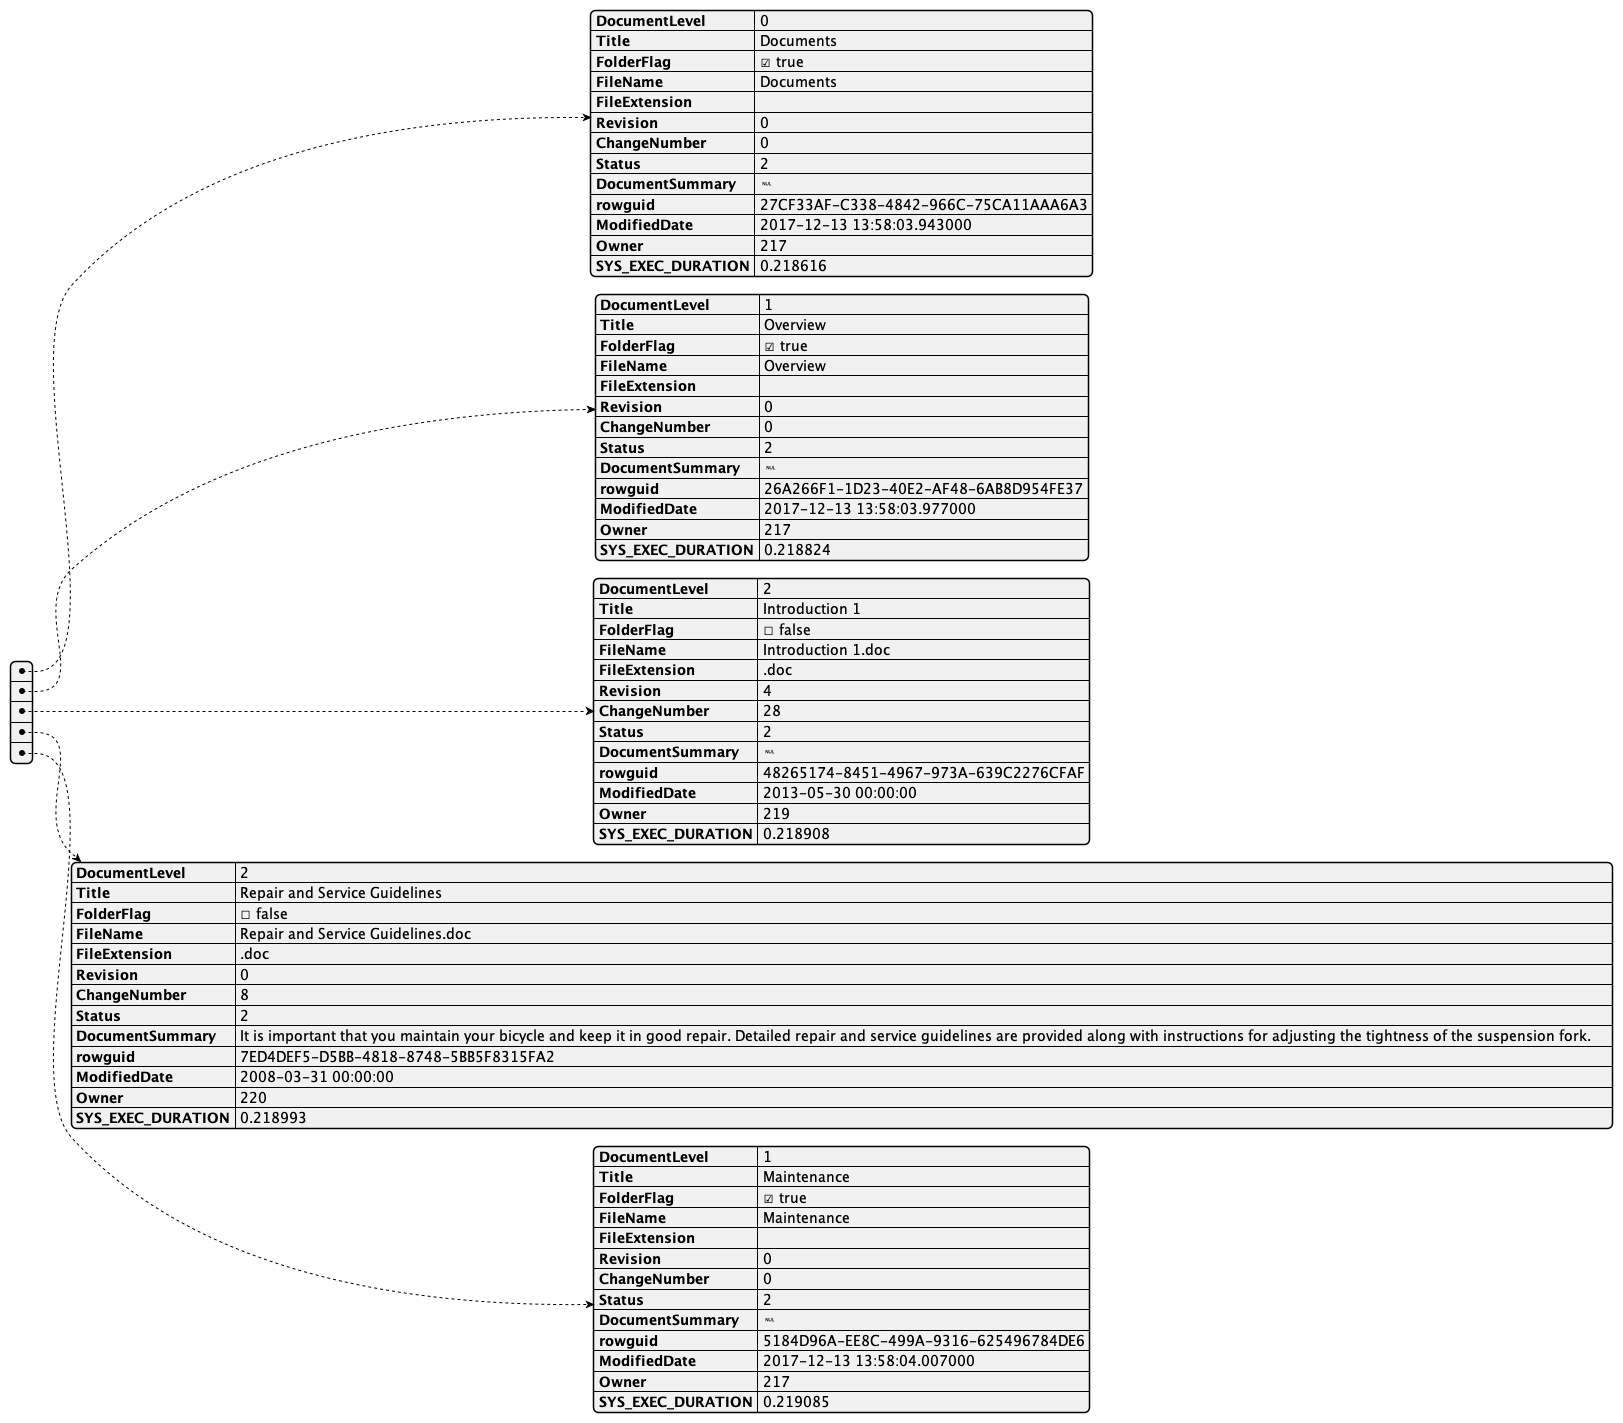 DocumentLevel 0
Title Documents
FolderFlag ☑ true
FileName Documents
FileExtension
Revision 0
ChangeNumber 0
Status 2
DocumentSummary ␀
rowguid 27CF33AF-C338-4842-966C-75CA11AAA6A3
ModifiedDate 2017-12-13 13:58:03.943000
Owner 217
SYS_EXEC_DURATION 0.218616
DocumentLevel 1
Title Overview
FolderFlag ☑ true
FileName Overview
FileExtension
Revision 0
ChangeNumber 0
Status 2
DocumentSummary ␀
rowguid 26A266F1-1D23-40E2-AF48-6AB8D954FE37
ModifiedDate 2017-12-13 13:58:03.977000
Owner 217
SYS_EXEC_DURATION 0.218824
DocumentLevel 2
Title Introduction 1
FolderFlag ☐ false
FileName Introduction 1.doc
FileExtension .doc
Revision 4
ChangeNumber 28
Status 2
DocumentSummary ␀
rowguid 48265174-8451-4967-973A-639C2276CFAF
ModifiedDate 2013-05-30 00:00:00
Owner 219
SYS_EXEC_DURATION 0.218908
DocumentLevel 2
Title Repair and Service Guidelines
FolderFlag ☐ false
FileName Repair and Service Guidelines.doc
FileExtension .doc
Revision 0
ChangeNumber 8
Status 2
DocumentSummary It is important that you maintain your bicycle and keep it in good repair. Detailed repair and service guidelines are provided along with instructions for adjusting the tightness of the suspension fork.
rowguid 7ED4DEF5-D5BB-4818-8748-5BB5F8315FA2
ModifiedDate 2008-03-31 00:00:00
Owner 220
SYS_EXEC_DURATION 0.218993
DocumentLevel 1
Title Maintenance
FolderFlag ☑ true
FileName Maintenance
FileExtension
Revision 0
ChangeNumber 0
Status 2
DocumentSummary ␀
rowguid 5184D96A-EE8C-499A-9316-625496784DE6
ModifiedDate 2017-12-13 13:58:04.007000
Owner 217
SYS_EXEC_DURATION 0.219085